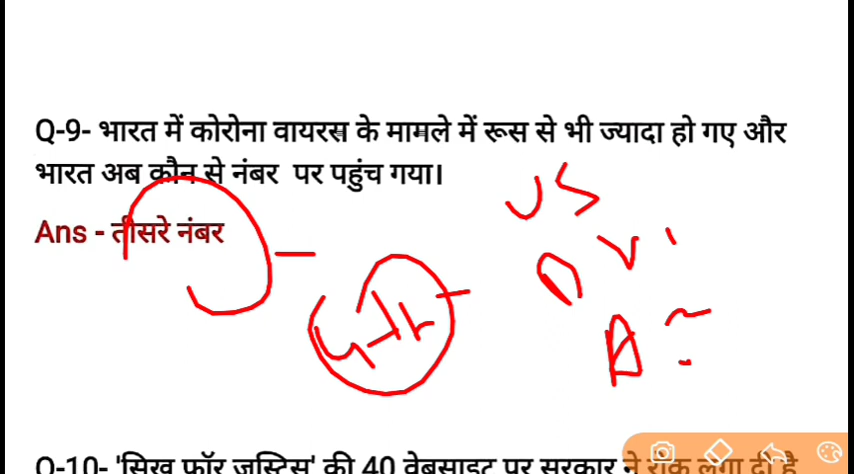 Q-9- भारत में कोरोना वायरस के मामले में रूस से भी ज्यादा हो गए और
भारत अब कौन से नंबर पर पहुंच गया।
Ans - तीसरे नंबर
US
Q-10- 'सिख फॉर जस्टिस' की 40 वेबसाइट पर सरकार ने रोक लगा दी है